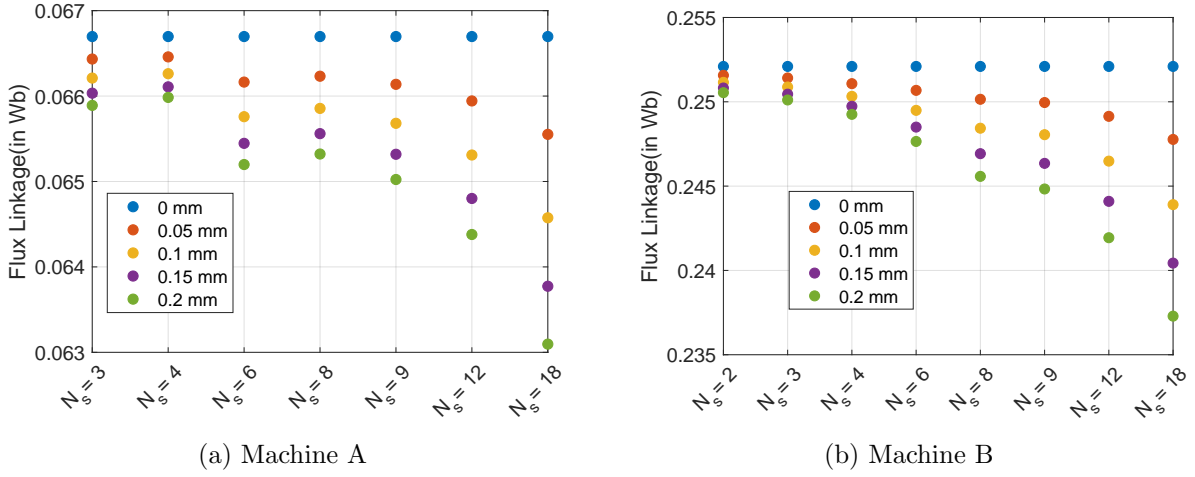 0.067
0.066
0.065
0.064
0.063
Flux Linkage(in Wb)
0 mm
0.05 mm
0.1 mm
0.15 mm
0.2 mm
N_s = 3
N_s = 4
N_s = 6
N_s = 8
N_s = 9
N_s = 12
N_s = 18
(a) Machine A
0.255
0.25
0.245
0.24
0.235
Flux Linkage(in Wb)
0 mm
0.05 mm
0.1 mm
0.15 mm
0.2 mm
N_s = 2
N_s = 3
N_s = 4
N_s = 6
N_s = 8
N_s = 9
N_s = 12
N_s = 18
(b) Machine B